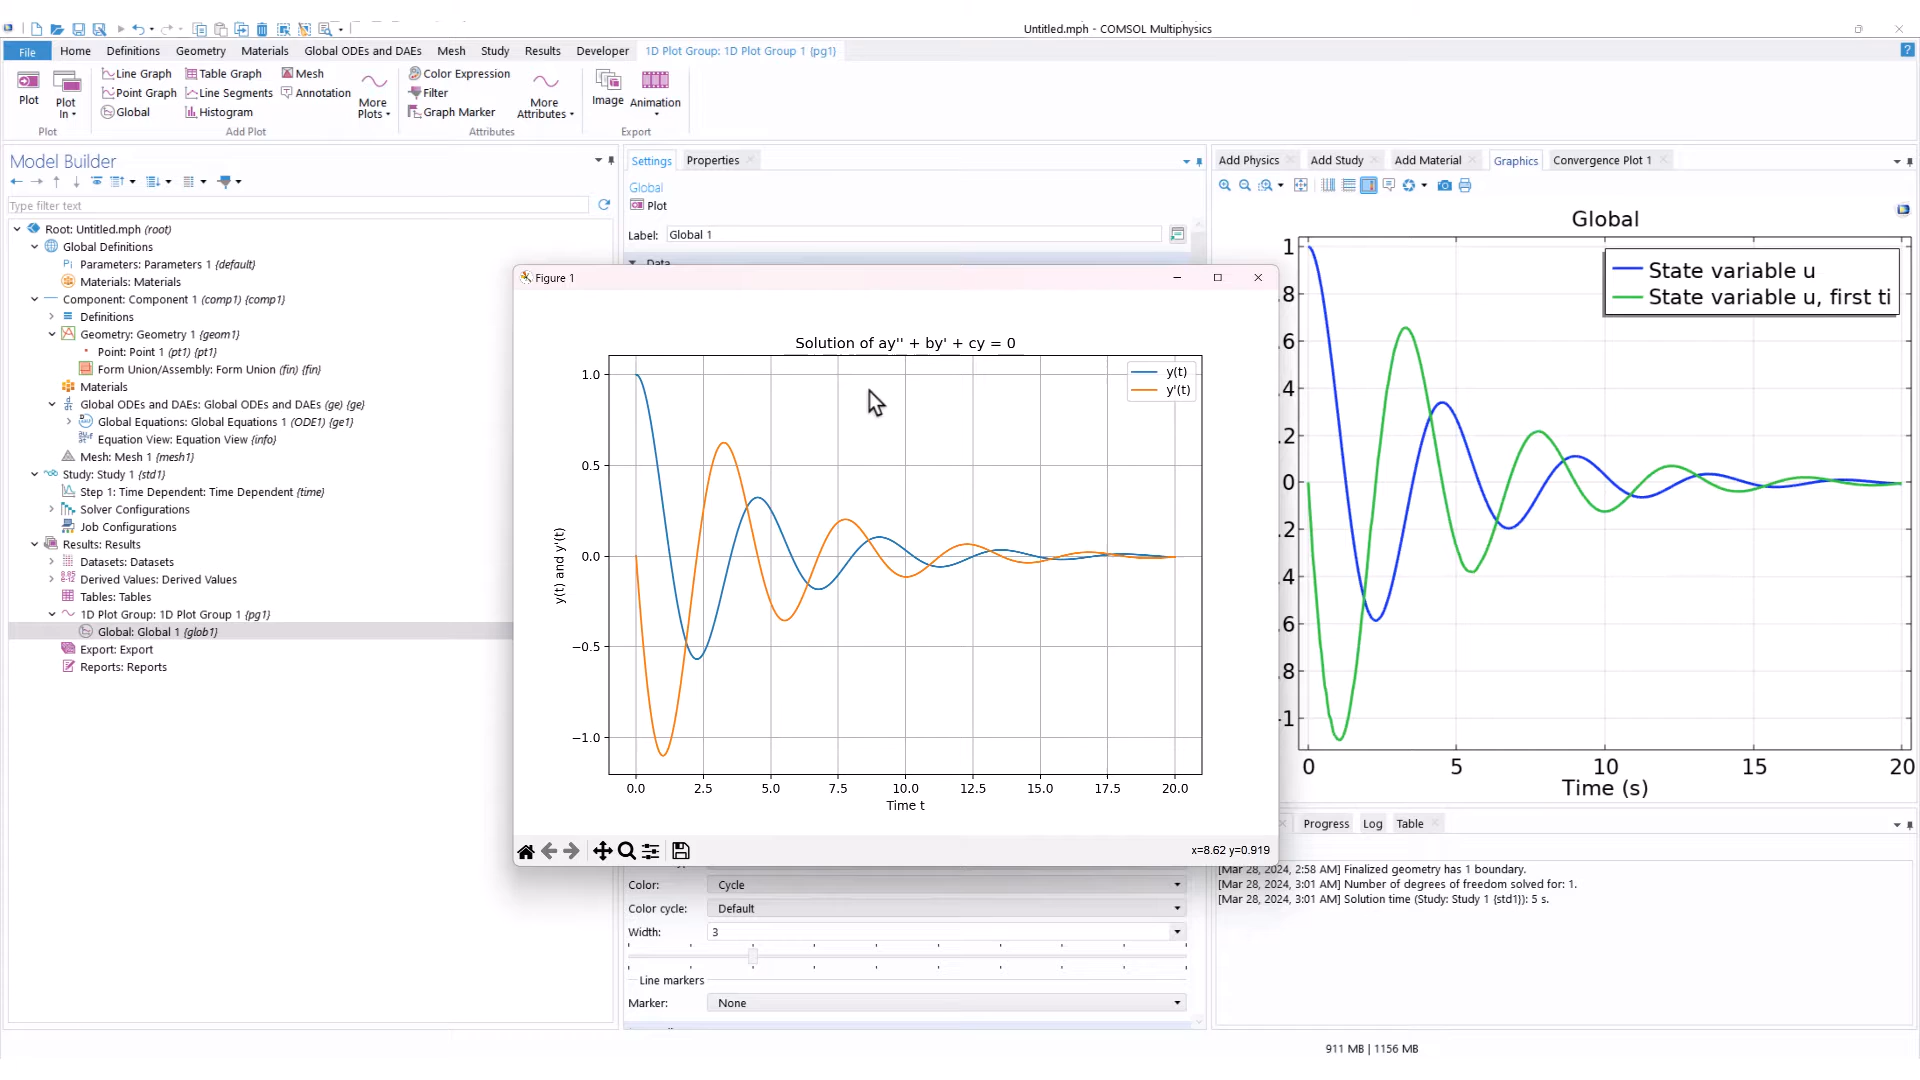 Untitled.mph - COMSOL Multiphysics
File Home Definitions Geometry Materials Global ODEs and DAEs Mesh Study Results Developer 1D Plot Group: 1D Plot Group 1 (pg1)
Plot
Plot In
Line Graph Table Graph Mesh
Point Graph Line Segments Annotation
Global Histogram
More Plots
Color Expression
Filter
Graph Marker
More Attributes
Image Animation
Plot Add Plot Attributes Export
Model Builder
Type filter text
Root: Untitled.mph (root)
Global Definitions
Pi Parameters: Parameters 1 {default}
Materials: Materials
Component: Component 1 (comp1) {comp1}
Definitions
Geometry: Geometry 1 {geom1}
Point: Point 1 (pt1) {pt1}
Form Union/Assembly: Form Union (fin) {fin}
Materials
Global ODEs and DAEs: Global ODEs and DAEs (ge) {ge}
Global Equations: Global Equations 1 (ODE1) {ge1}
Equation View: Equation View {info}
Mesh: Mesh 1 {mesh1}
Study: Study 1 {std1}
Step 1: Time Dependent: Time Dependent {time}
Solver Configurations
Job Configurations
Results: Results
Datasets: Datasets
Derived Values: Derived Values
Tables: Tables
1D Plot Group: 1D Plot Group 1 {pg1}
Global: Global 1 {glob1}
Export: Export
Reports: Reports
Settings Properties
Global
Plot
Label: Global 1
Data
Figure 1
Solution of ay'' + by' + cy = 0
y(t)
y'(t)
1.0
0.5
0.0
−0.5
−1.0
y(t) and y'(t)
0.0 2.5 5.0 7.5 10.0 12.5 15.0 17.5 20.0
Time t
x=8.62 y=0.919
Color: Cycle
Color cycle: Default
Width: 3
Line markers
Marker: None
Add Physics Add Study Add Material Graphics Convergence Plot 1
Global
State variable u
State variable u, first ti
1
8
6
4
2
0
2
4
6
8
-1
0 5 10 15 20
Time (s)
Progress Log Table
[Mar 28, 2024, 2:58 AM] Finalized geometry has 1 boundary.
[Mar 28, 2024, 3:01 AM] Number of degrees of freedom solved for: 1.
[Mar 28, 2024, 3:01 AM] Solution time (Study: Study 1 {std1}): 5 s.
911 MB | 1156 MB